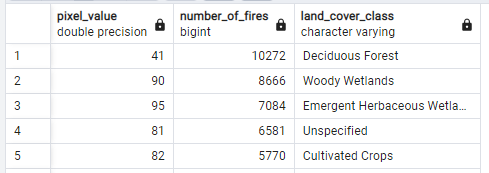 pixel_value number_of_fires land_cover_class
double precision bigint character varying
1 41 10272 Deciduous Forest
2 90 8666 Woody Wetlands
3 95 7084 Emergent Herbaceous Wetla...
4 81 6581 Unspecified
5 82 5770 Cultivated Crops